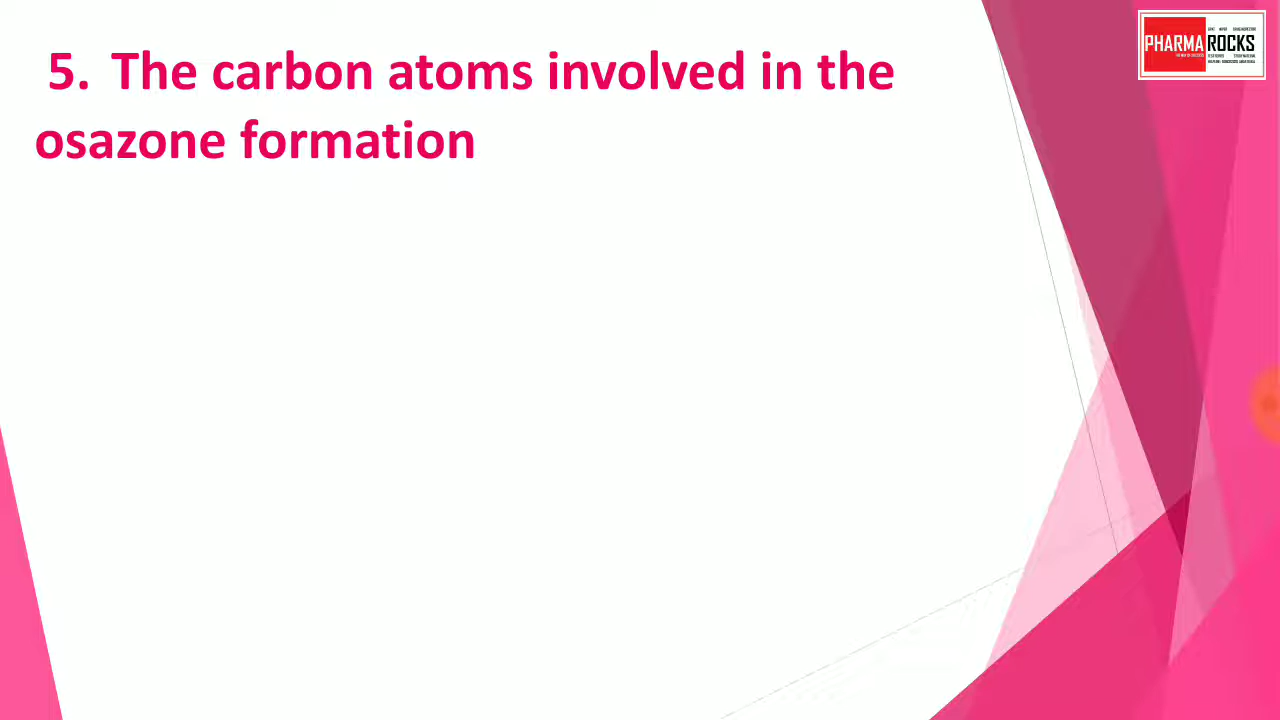 5. The carbon atoms involved in the
osazone formation
PHARMA ROCKS